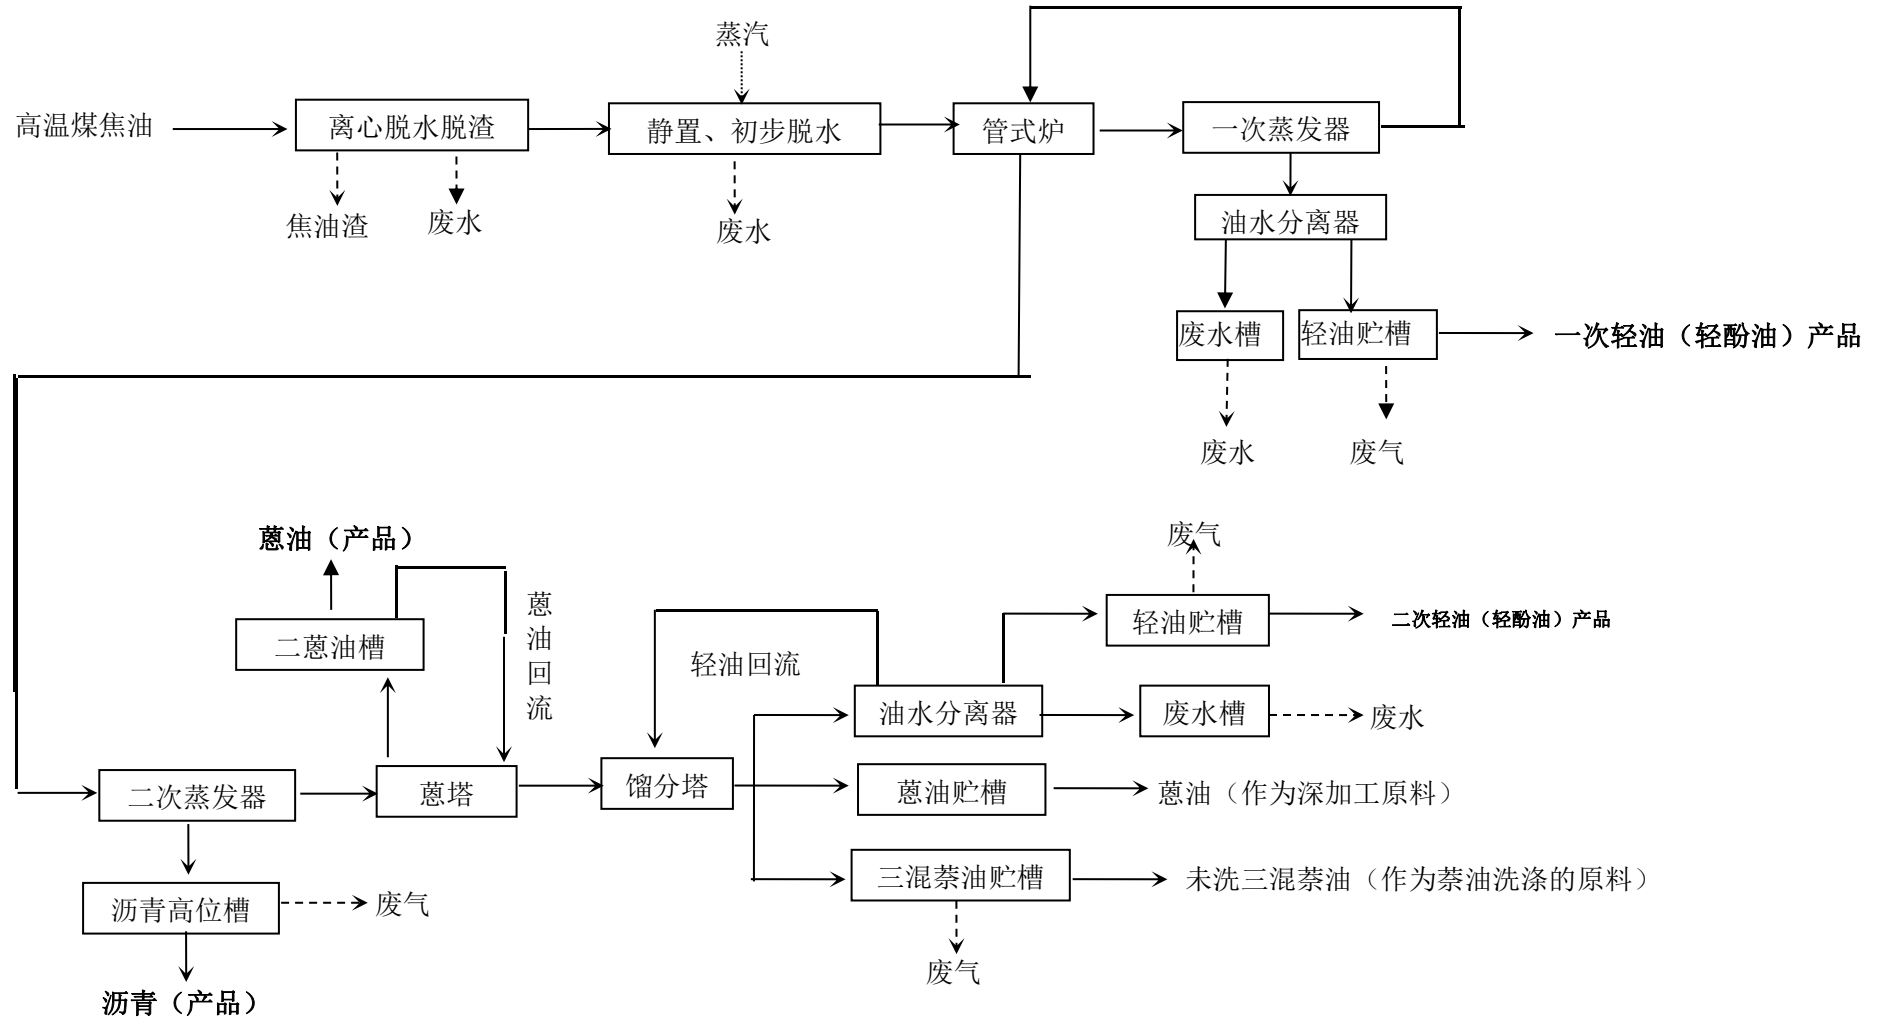 蒸汽
高温煤焦油
离心脱水脱渣
静置、初步脱水
管式炉
一次蒸发器
焦油渣
废水
废水
油水分离器
废水槽
轻油贮槽
一次轻油（轻酚油）产品
废水
废气
蒽油（产品）
二蒽油槽
蒽油回流
轻油回流
废气
轻油贮槽
二次轻油（轻酚油）产品
油水分离器
废水槽
废水
二次蒸发器
蒽塔
馏分塔
蒽油贮槽
蒽油（作为深加工原料）
三混萘油贮槽
未洗三混萘油（作为萘油洗涤的原料）
沥青高位槽
废气
废气
沥青（产品）